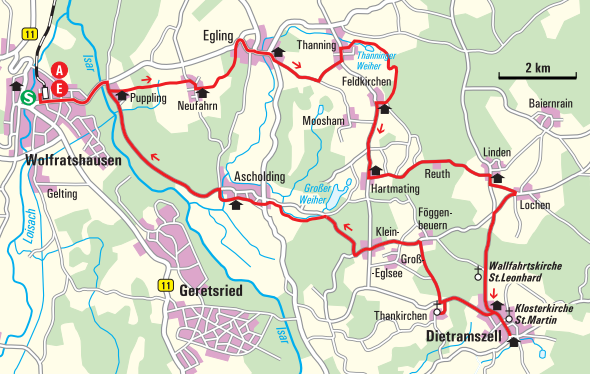 11
Isar
Egling
Thanning
Thanninger
Weiher
Feldkirchen
2 km
A
E
S
Puppling
Neufahrn
Moosham
Baiernrain
Wolfratshausen
Linden
Ascholding
Großer
Weiher
Hartmating
Reuth
Gelting
Lochen
Loisach
Föggen-
beuern
Klein-
Groß-
-Eglsee
Wallfahrtskirche
St.Leonhard
11
Geretsried
Isar
Thankirchen
Klosterkirche
St.Martin
Dietramszell